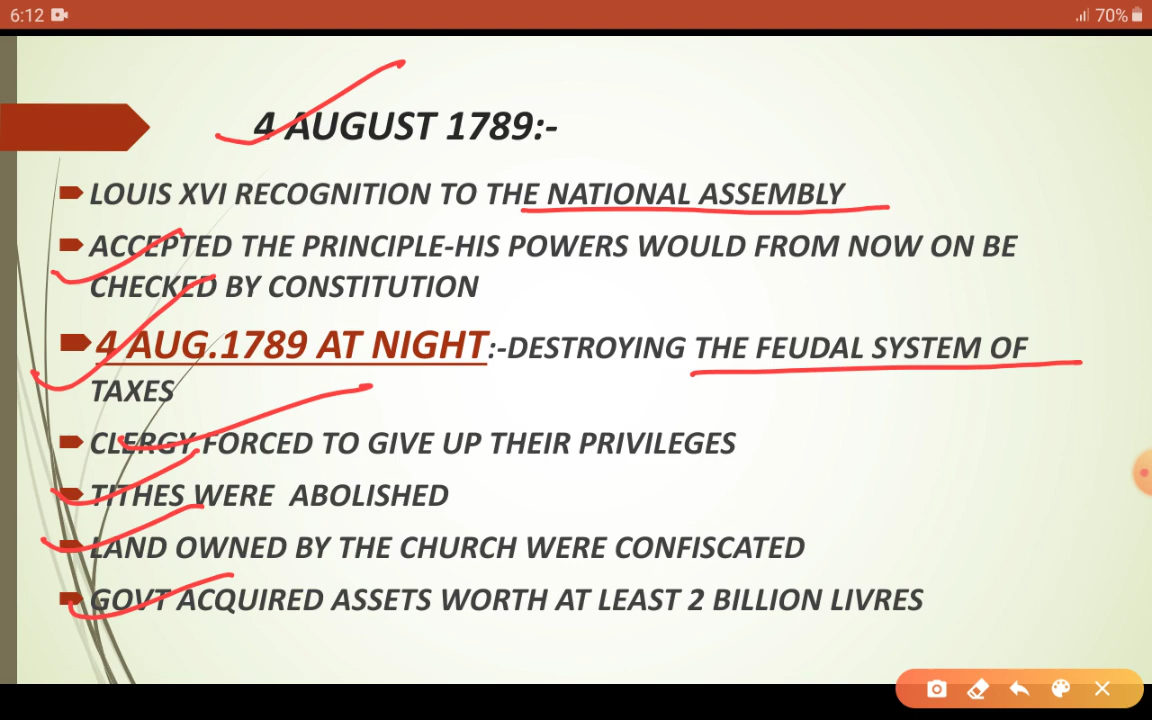 6:12
70%
4 AUGUST 1789:-
LOUIS XVI RECOGNITION TO THE NATIONAL ASSEMBLY
ACCEPTED THE PRINCIPLE-HIS POWERS WOULD FROM NOW ON BE
CHECKED BY CONSTITUTION
4 AUG.1789 AT NIGHT:-DESTROYING THE FEUDAL SYSTEM OF
TAXES
CLERGY FORCED TO GIVE UP THEIR PRIVILEGES
TITHES WERE ABOLISHED
LAND OWNED BY THE CHURCH WERE CONFISCATED
GOVT ACQUIRED ASSETS WORTH AT LEAST 2 BILLION LIVRES